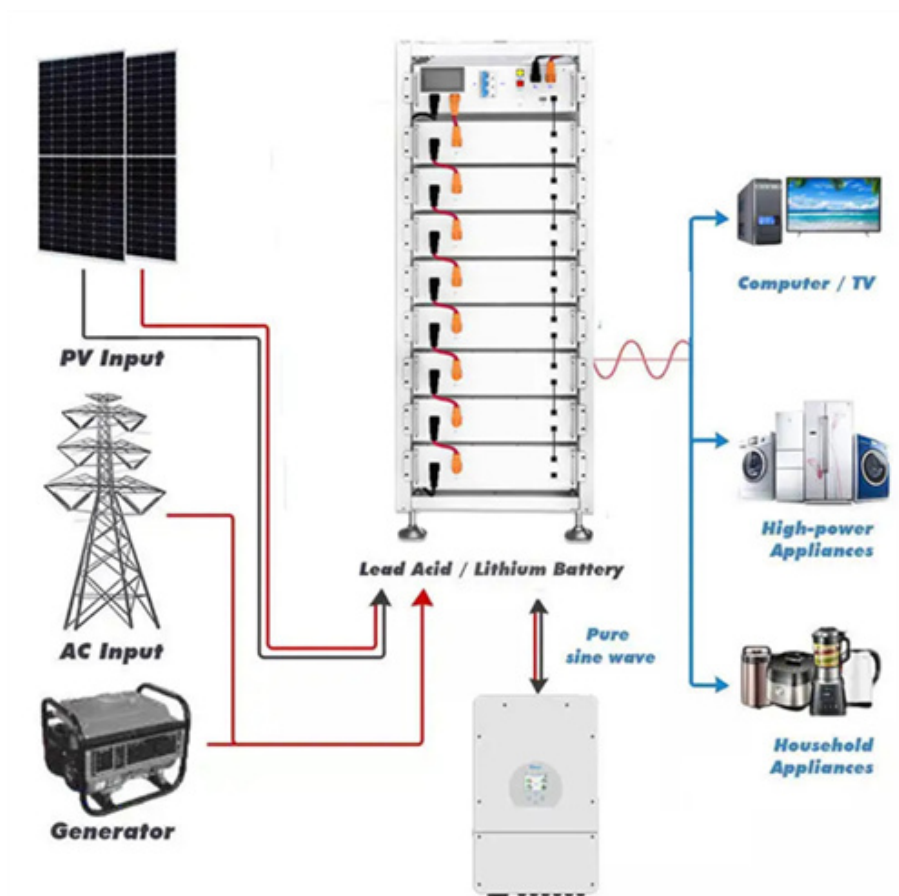 PV Input
AC Input
Generator
Lead Acid / Lithium Battery
Pure
sine wave
Computer / TV
High-power
Appliances
Household
Appliances